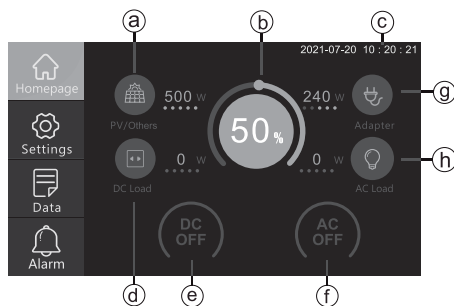 a b c
2021-07-20 10 : 20 : 21
Homepage
500 W
240 W
g
PV/Others
50%
Adapter
Settings
0 W
0 W
h
DC Load
AC Load
Data
DC
OFF
AC
OFF
Alarm
d e f